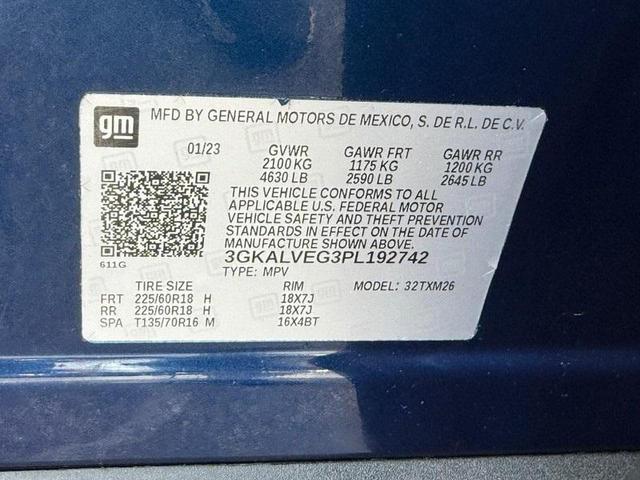 gm MFD BY GENERAL MOTORS DE MEXICO, S. DE R.L. DE C.V.
01/23 GVWR GAWR FRT GAWR RR
2100 KG 1175 KG 1200 KG
4630 LB 2590 LB 2645 LB
THIS VEHICLE CONFORMS TO ALL
APPLICABLE U.S. FEDERAL MOTOR
VEHICLE SAFETY AND THEFT PREVENTION
STANDARDS IN EFFECT ON THE DATE OF
MANUFACTURE SHOWN ABOVE.
3GKALVEG3PL192742
611G
TYPE: MPV
TIRE SIZE RIM MODEL: 32TXM26
FRT 225/60R18 H 18X7J
RR 225/60R18 H 18X7J
SPA T135/70R16 M 16X4BT